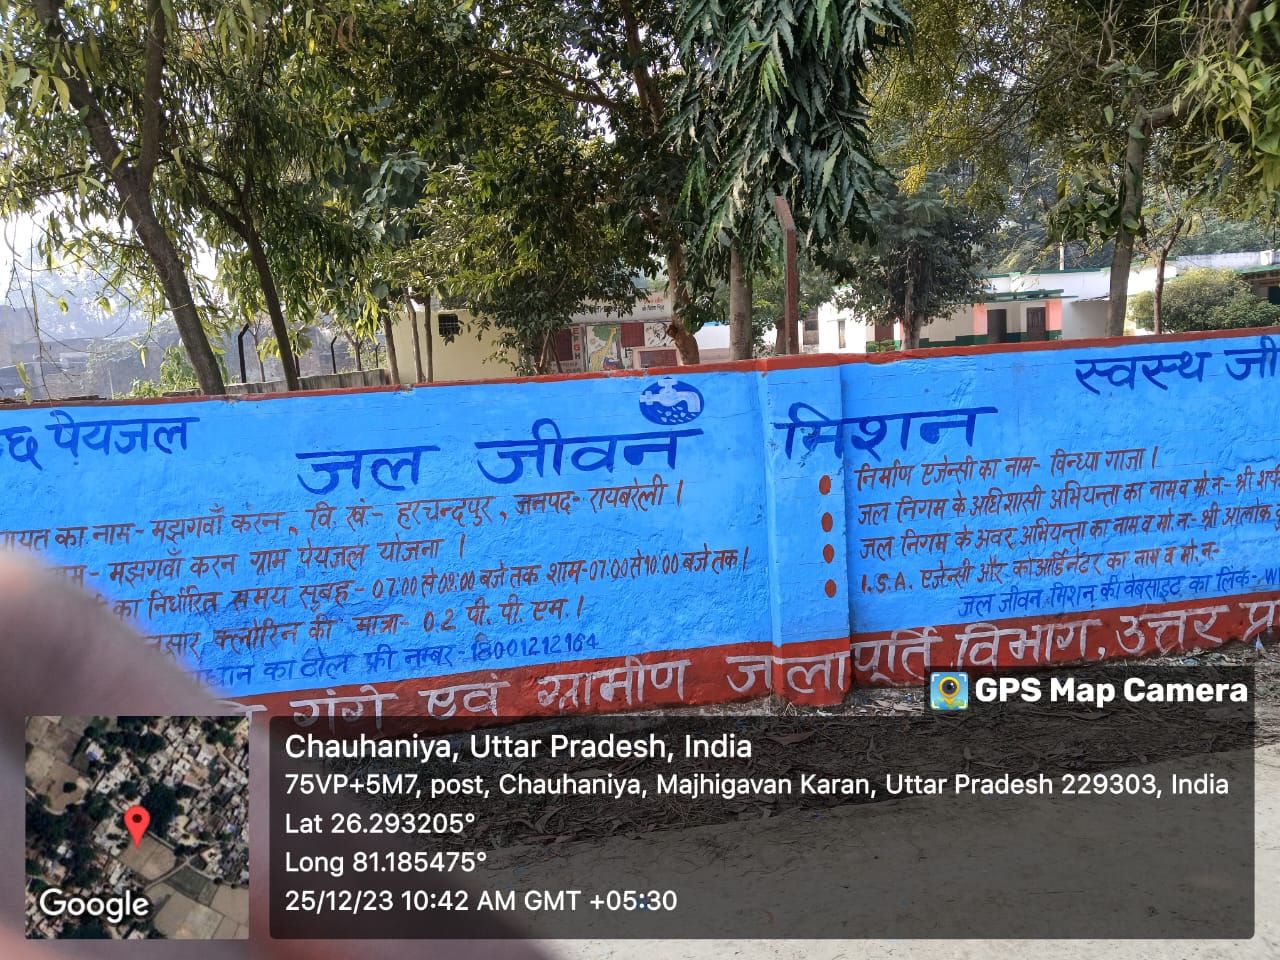 पैयजल
जल जीवन मिशन
स्वस्थ
का नाम- मझगवाँ करन, वि. खं.- हरचन्दपुर, जनपद- रायबरेली।
मझगवाँ करन ग्राम पेयजल योजना।
का निर्धारित समय सुबह- 07:00 से 09:00 बजे तक शाम-07:00 से 10:00 बजे तक।
क्लोरिन की मात्रा- 0.2 पी. पी. एम.।
का टोल फ्री नम्बर- 18001212164
निर्माण एजेन्सी का नाम- विन्ध्या गाजा।
जल निगम के अधिशासी अभियन्ता का नाम व मो.न.- श्री
जल निगम के अवर अभियन्ता का नाम व मो.न.- श्री आलोक
I.S.A. एजेन्सी और कोआर्डिनेटर का नाम व मो.न.-
जल जीवन मिशन की वेबसाइट का लिंक-
गंगे एवं ग्रामीण जलापूर्ति विभाग, उत्तर
GPS Map Camera
Chauhaniya, Uttar Pradesh, India
75VP+5M7, post, Chauhaniya, Majhigavan Karan, Uttar Pradesh 229303, India
Lat 26.293205°
Long 81.185475°
25/12/23 10:42 AM GMT +05:30
Google